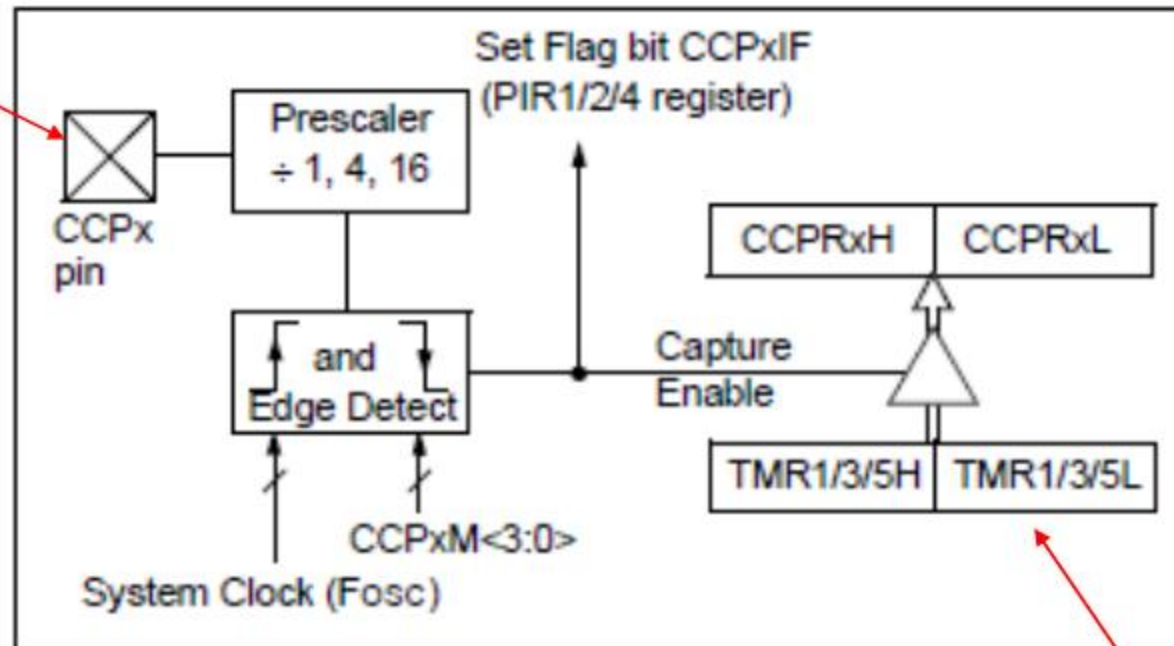 Set Flag bit CCPxIF
(PIR1/2/4 register)
Prescaler
÷ 1, 4, 16
CCPx
pin
CCPRxH
CCPRxL
and
Edge Detect
Capture
Enable
TMR1/3/5H
TMR1/3/5L
CCPxM<3:0>
System Clock (Fosc)